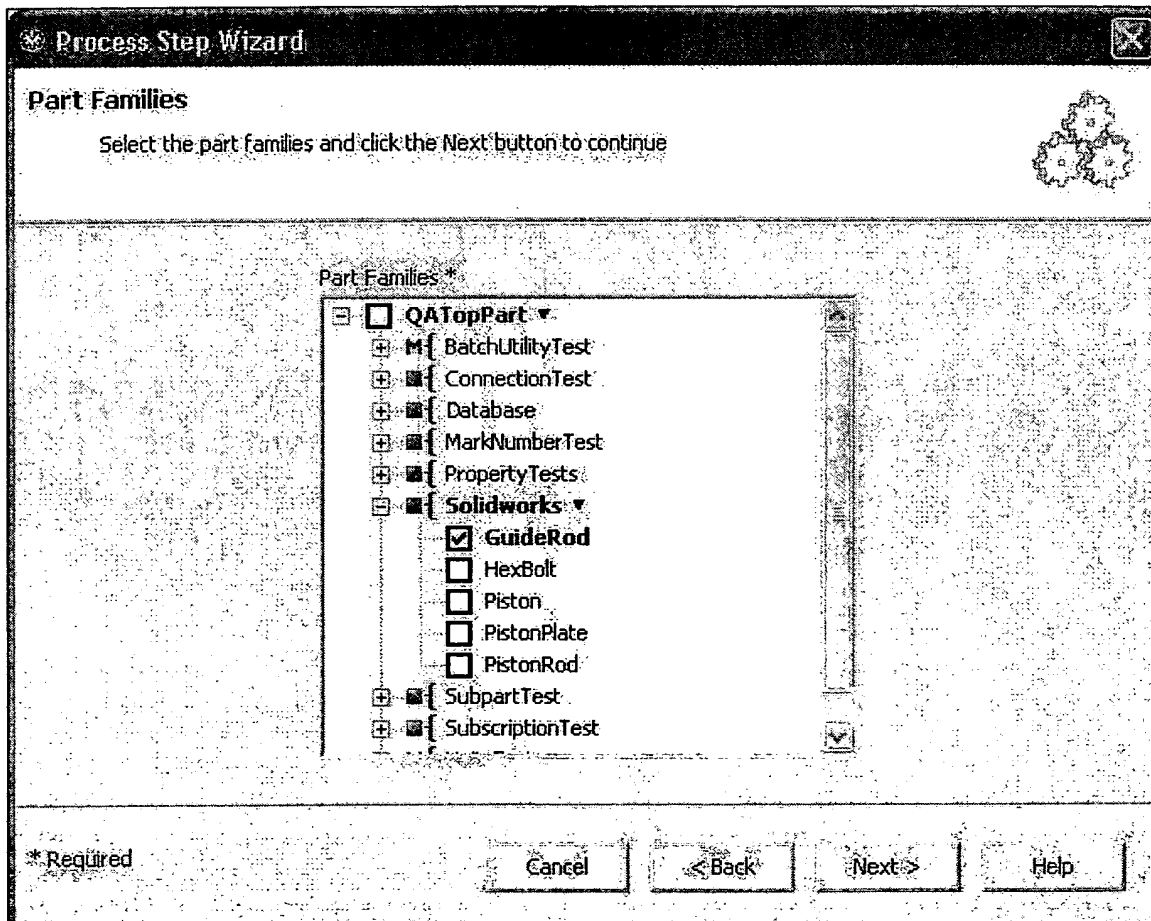 Process Step Wizard
Part Families
Select the part families and click the Next button to continue
Part Families *
QATopPart
M{ BatchUtilityTest
{ ConnectionTest
{ Database
{ MarkNumberTest
{ PropertyTests
{ Solidworks
GuideRod
HexBolt
Piston
PistonPlate
PistonRod
{ SubpartTest
{ SubscriptionTest
* Required
Cancel
< Back
Next >
Help